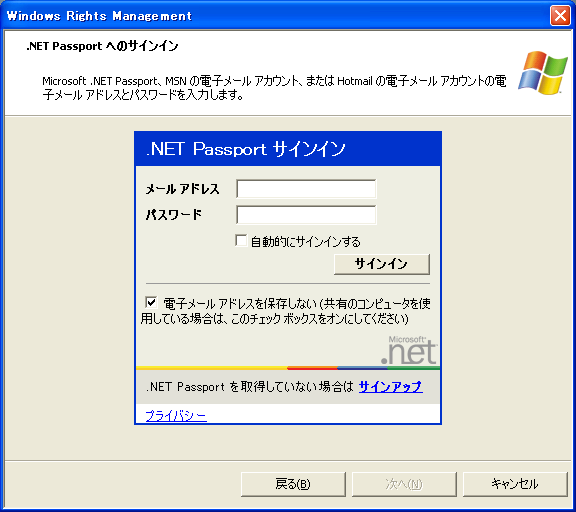 Windows Rights Management
.NET Passport へのサインイン
Microsoft .NET Passport、MSN の電子メール アカウント、または Hotmail の電子メール アカウントの電
子メール アドレスとパスワードを入力します。
.NET Passport サインイン
メール アドレス
パスワード
自動的にサインインする
サインイン
電子メール アドレスを保存しない (共有のコンピュータを使
用している場合は、このチェック ボックスをオンにしてください)
Microsoft
.net
.NET Passport を取得していない場合は サインアップ
プライバシー
戻る(B)
次へ(N)
キャンセル